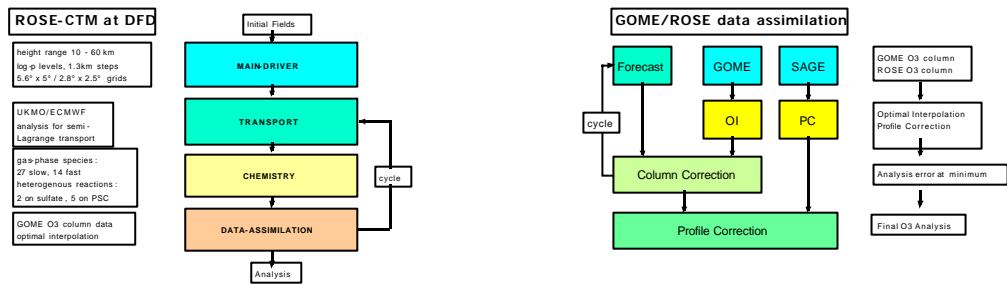 ROSE-CTM at DFD
height range 10 - 60 km
log-p levels, 1.3km steps
5.6° x 5° / 2.8° x 2.5° grids
UKMO/ECMWF
analysis for semi-
Lagrange transport
gas-phase species:
27 slow, 14 fast
heterogenous reactions:
2 on sulfate, 5 on PSC
GOME O3 column data
optimal interpolation
Initial Fields
MAIN-DRIVER
TRANSPORT
CHEMISTRY
DATA-ASSIMILATION
cycle
Analysis
GOME/ROSE data assimilation
Forecast
GOME
SAGE
cycle
OI
PC
Column Correction
Profile Correction
GOME O3 column
ROSE O3 column
Optimal Interpolation
Profile Correction
Analysis error at minimum
Final O3 Analysis